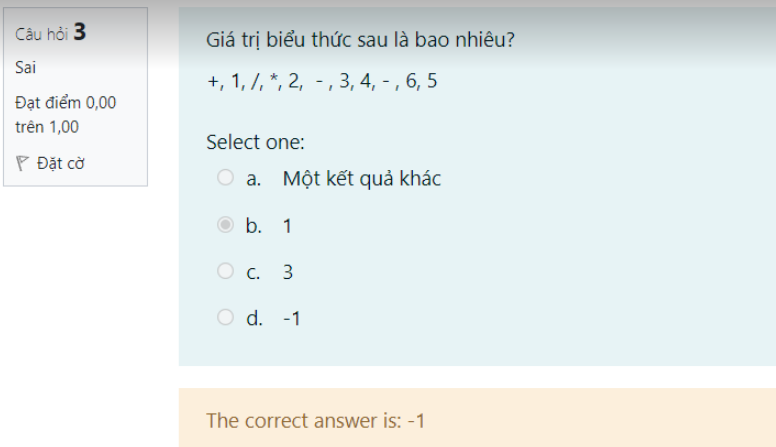 Câu hỏi 3
Sai
Đạt điểm 0,00
trên 1,00
Đặt cờ
Giá trị biểu thức sau là bao nhiêu?
+, 1, /, *, 2, - , 3, 4, - , 6, 5
Select one:
a. Một kết quả khác
b. 1
c. 3
d. -1
The correct answer is: -1